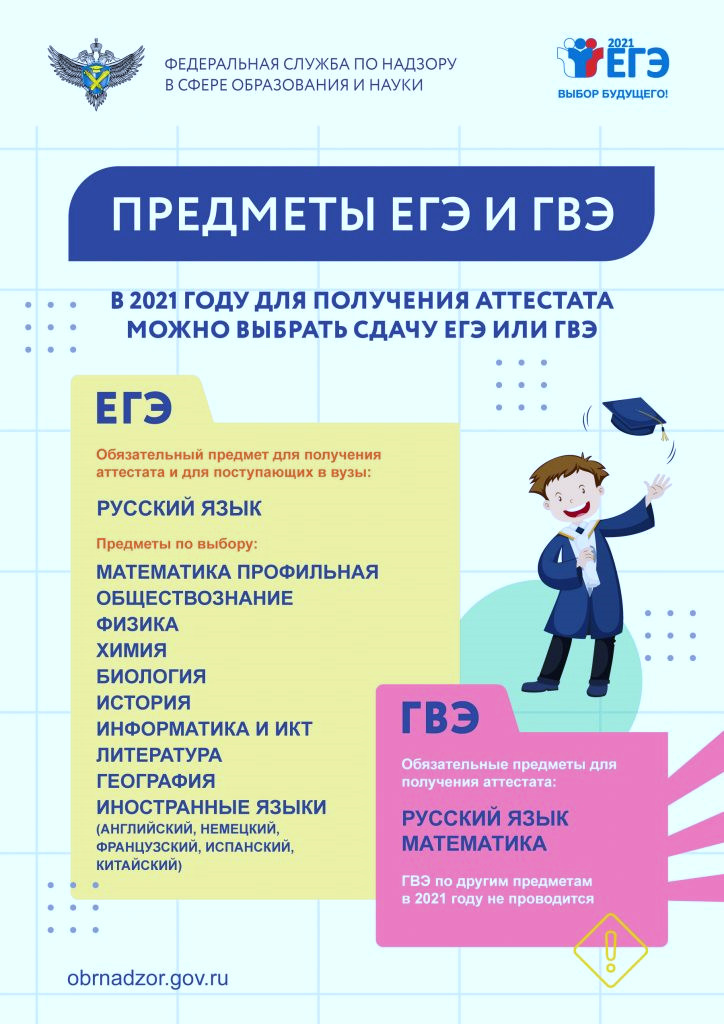 ФЕДЕРАЛЬНАЯ СЛУЖБА ПО НАДЗОРУ
В СФЕРЕ ОБРАЗОВАНИЯ И НАУКИ
2021
ЕГЭ
ВЫБОР БУДУЩЕГО!
ПРЕДМЕТЫ ЕГЭ И ГВЭ
В 2021 ГОДУ ДЛЯ ПОЛУЧЕНИЯ АТТЕСТАТА
МОЖНО ВЫБРАТЬ СДАЧУ ЕГЭ ИЛИ ГВЭ
ЕГЭ
Обязательный предмет для получения
аттестата и для поступающих в вузы:
РУССКИЙ ЯЗЫК
Предметы по выбору:
МАТЕМАТИКА ПРОФИЛЬНАЯ
ОБЩЕСТВОЗНАНИЕ
ФИЗИКА
ХИМИЯ
БИОЛОГИЯ
ИСТОРИЯ
ИНФОРМАТИКА И ИКТ
ЛИТЕРАТУРА
ГЕОГРАФИЯ
ИНОСТРАННЫЕ ЯЗЫКИ
(АНГЛИЙСКИЙ, НЕМЕЦКИЙ,
ФРАНЦУЗСКИЙ, ИСПАНСКИЙ,
КИТАЙСКИЙ)
ГВЭ
Обязательные предметы для
получения аттестата:
РУССКИЙ ЯЗЫК
МАТЕМАТИКА
ГВЭ по другим предметам
в 2021 году не проводится
!
obrnadzor.gov.ru